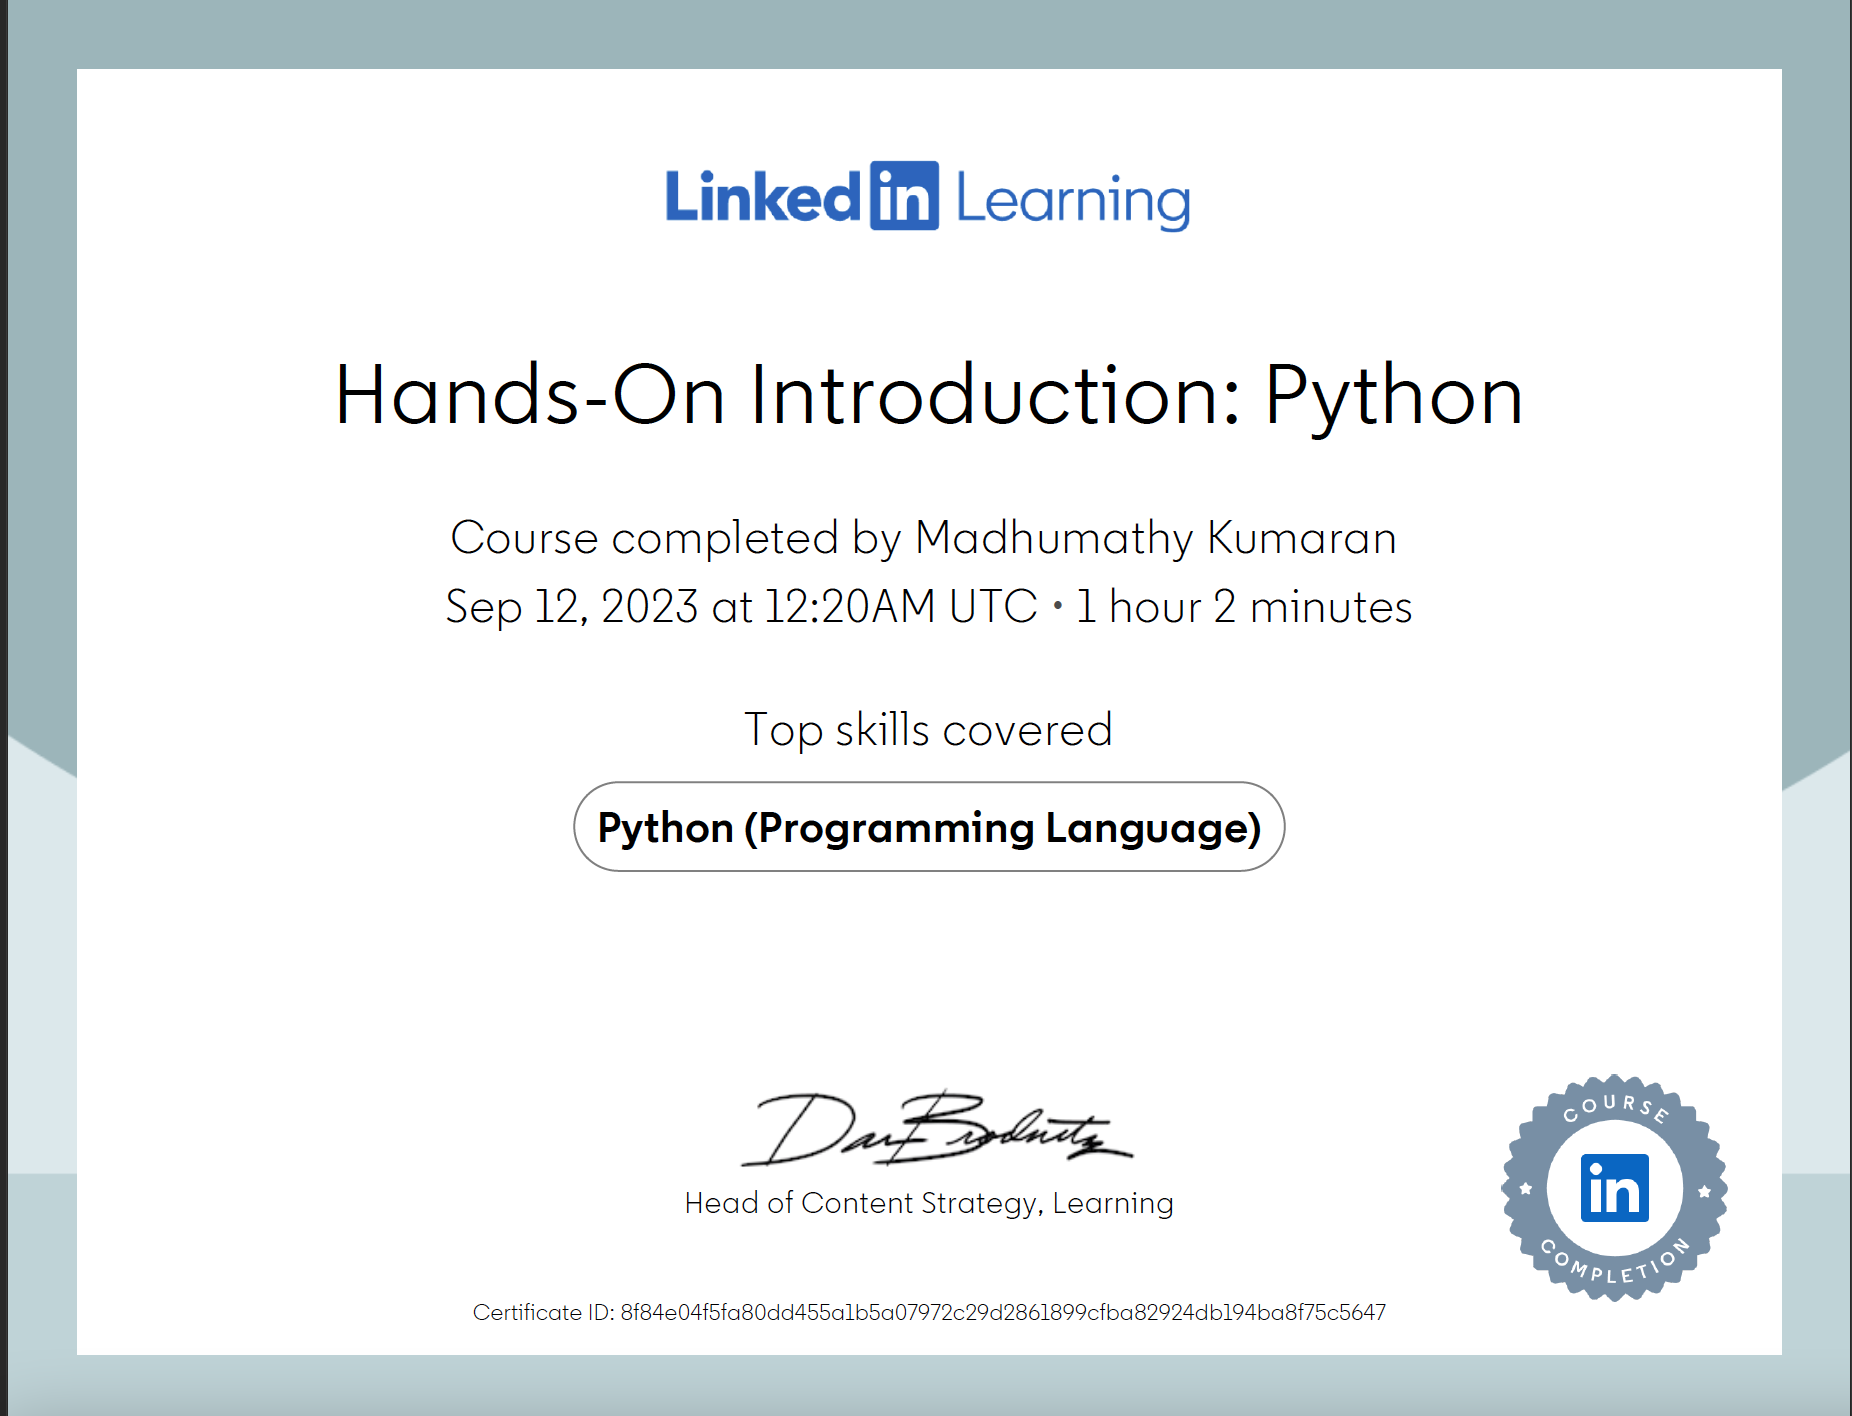 Linkedin Learning
Hands-On Introduction: Python
Course completed by Madhumathy Kumaran
Sep 12, 2023 at 12:20AM UTC • 1 hour 2 minutes
Top skills covered
Python (Programming Language)
Dan Brodnitz
Head of Content Strategy, Learning
COURSE
in
COMPLETION
Certificate ID: 8f84e04f5fa80dd455a1b5a07972c29d2861899cfba82924db194ba8f75c5647